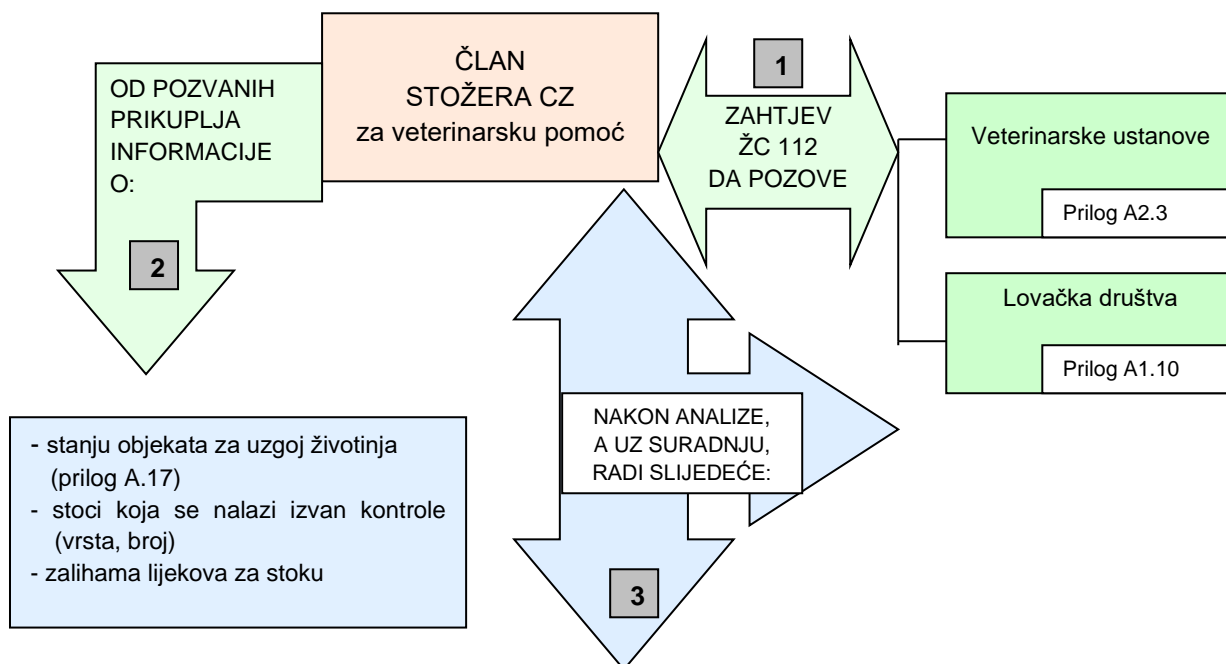 ČLAN
STOŽERA CZ
za veterinarsku pomoć
1
ZAHTJEV
ŽC 112
DA POZOVE
Veterinarske ustanove
Prilog A2.3
Lovačka društva
Prilog A1.10
OD POZVANIH
PRIKUPLJA
INFORMACIJE
O:
2
- stanju objekata za uzgoj životinja
(prilog A.17)
- stoci koja se nalazi izvan kontrole
(vrsta, broj)
- zalihama lijekova za stoku
NAKON ANALIZE,
A UZ SURADNJU,
RADI SLIJEDEĆE:
3